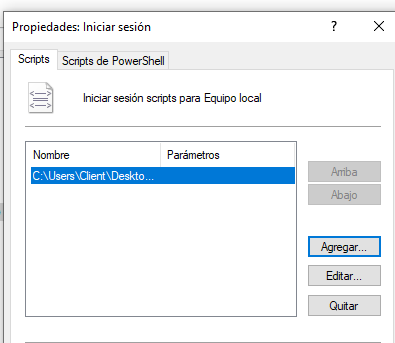 Propiedades: Iniciar sesión
Scripts
Scripts de PowerShell
Iniciar sesión scripts para Equipo local
Nombre
Parámetros
C:\Users\Client\Deskto...
Arriba
Abajo
Agregar...
Editar...
Quitar